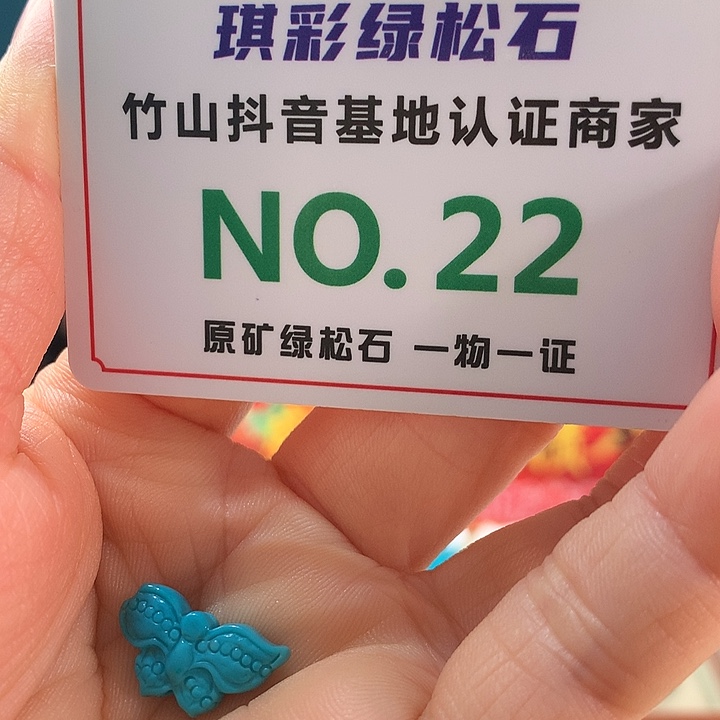 琪彩绿松石
竹山抖音基地认证商家
NO.22
原矿绿松石 一物一证